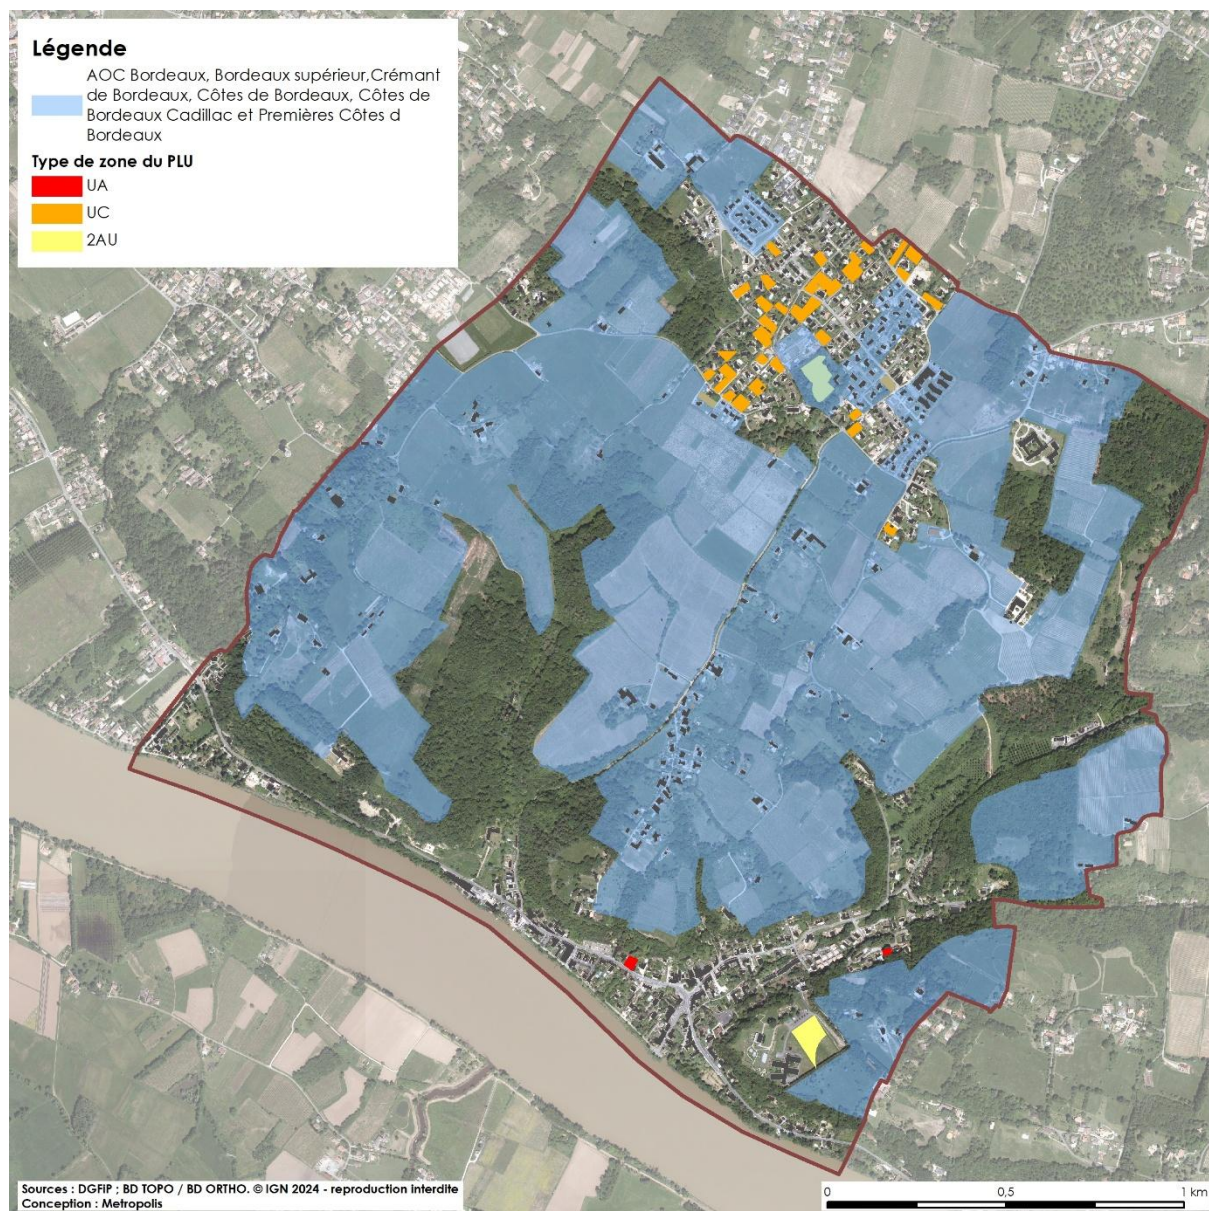 Légende
AOC Bordeaux, Bordeaux supérieur,Crémant
de Bordeaux, Côtes de Bordeaux, Côtes de
Bordeaux Cadillac et Premières Côtes d
Bordeaux
Type de zone du PLU
UA
UC
2AU
Sources : DGFiP ; BD TOPO / BD ORTHO. © IGN 2024 - reproduction interdite
Conception : Metropolis
0 0,5 1 km